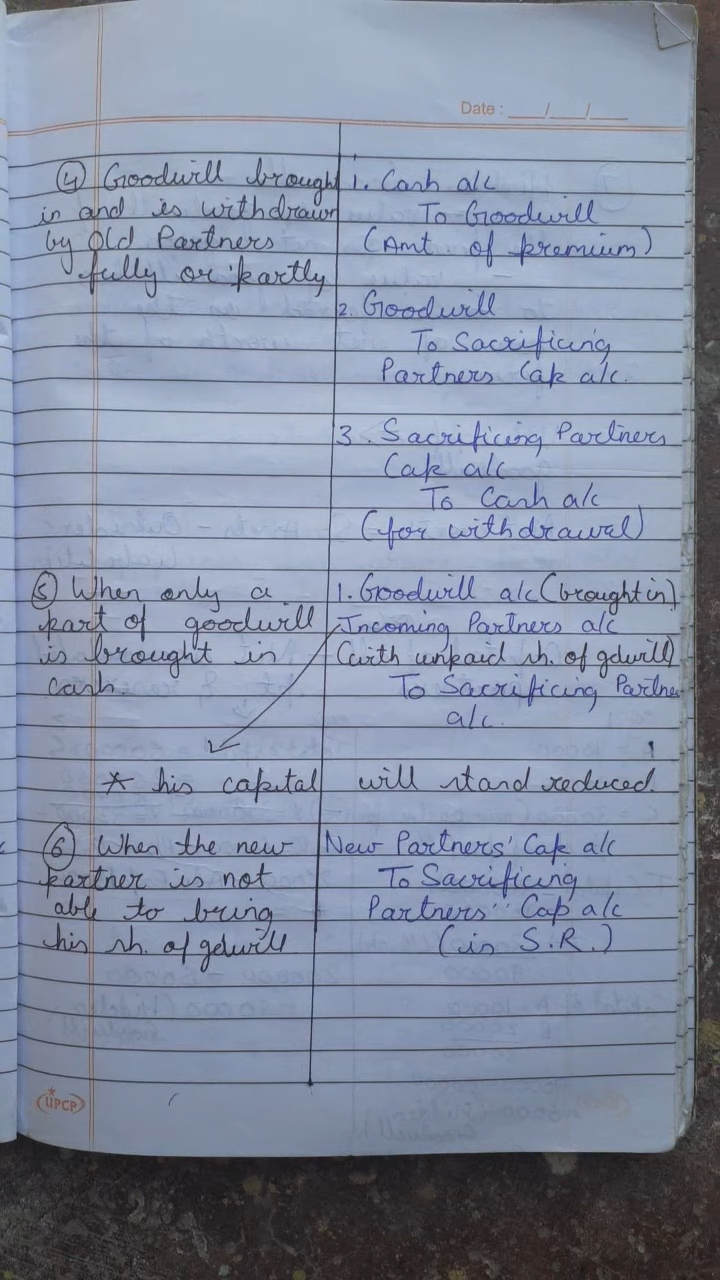 Date : __/__/__
④ Goodwill brought
in and is withdrawn
by Old Partners
fully or partly
1. Cash a/c
To Goodwill
(Amt. of premium)
2. Goodwill
To Sacrificing
Partners Cap a/c.
3. Sacrificing Partners
Cap a/c
To Cash a/c
(for withdrawal)
⑤ When only a
part of goodwill
is brought in
cash.
1. Goodwill a/c (brought in)
Incoming Partners a/c
(with unpaid sh. of gdwill)
To Sacrificing Partne
a/c.
* his capital will stand reduced.
⑥ When the new
partner is not
able to bring
his sh. of gdwill
New Partners' Cap a/c
To Sacrificing
Partners' Cap a/c
(in S.R.)
UPCP